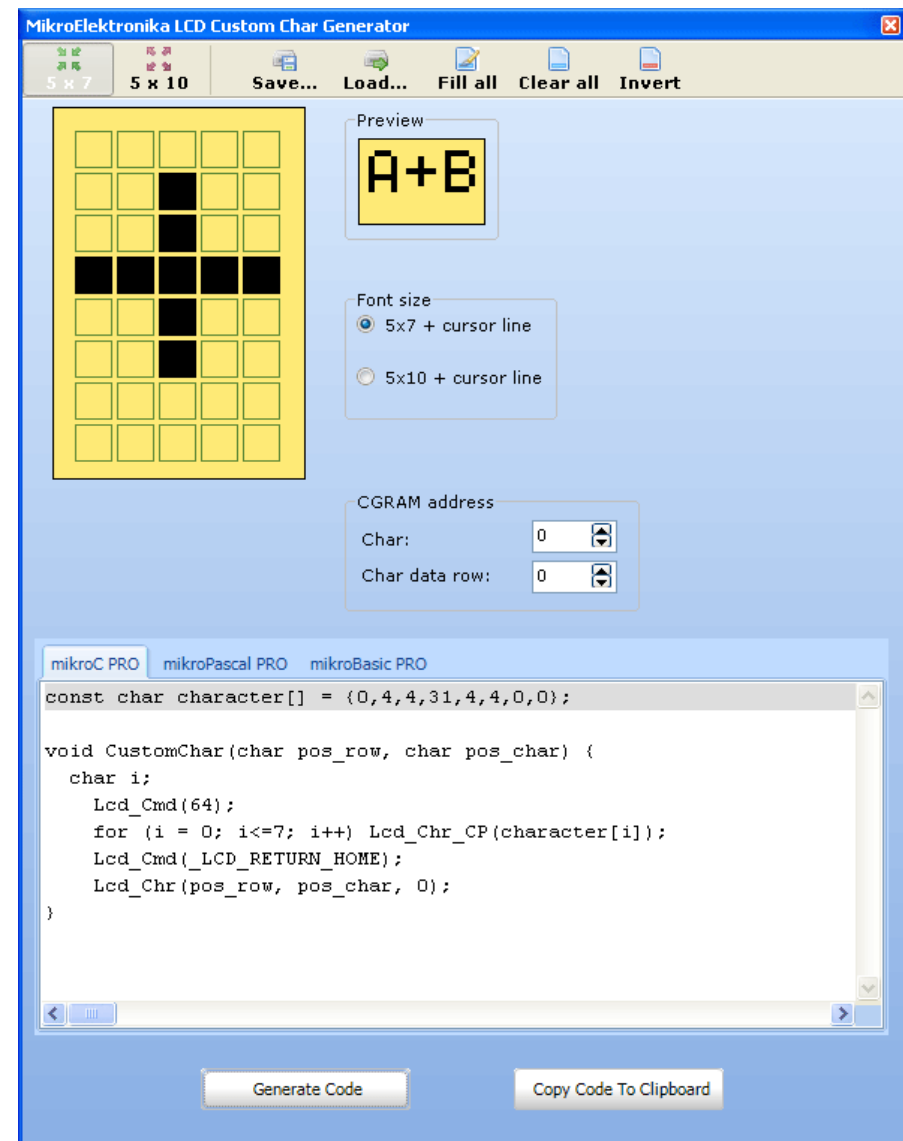 MikroElektronika LCD Custom Char Generator
5 x 7 5 x 10 Save... Load... Fill all Clear all Invert
Preview
A+B
Font size
5x7 + cursor line
5x10 + cursor line
CGRAM address
Char: 0
Char data row: 0
mikroC PRO mikroPascal PRO mikroBasic PRO
const char character[] = {0,4,4,31,4,4,0,0};
void CustomChar(char pos_row, char pos_char) {
  char i;
    Lcd_Cmd(64);
    for (i = 0; i<=7; i++) Lcd_Chr_CP(character[i]);
    Lcd_Cmd(_LCD_RETURN_HOME);
    Lcd_Chr(pos_row, pos_char, 0);
}
Generate Code Copy Code To Clipboard